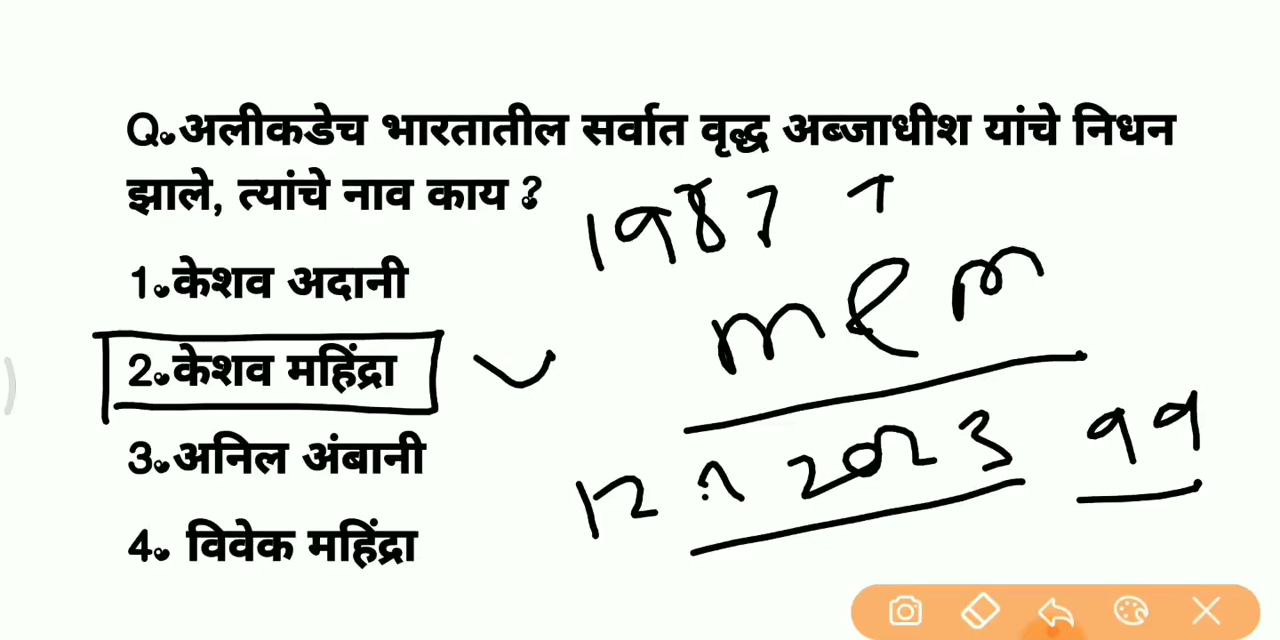 Q.अलीकडेच भारतातील सर्वात वृद्ध अब्जाधीश यांचे निधन
झाले, त्यांचे नाव काय ?
1987
1.केशव अदानी
2.केशव महिंद्रा
3.अनिल अंबानी
12 2023 99
4. विवेक महिंद्रा